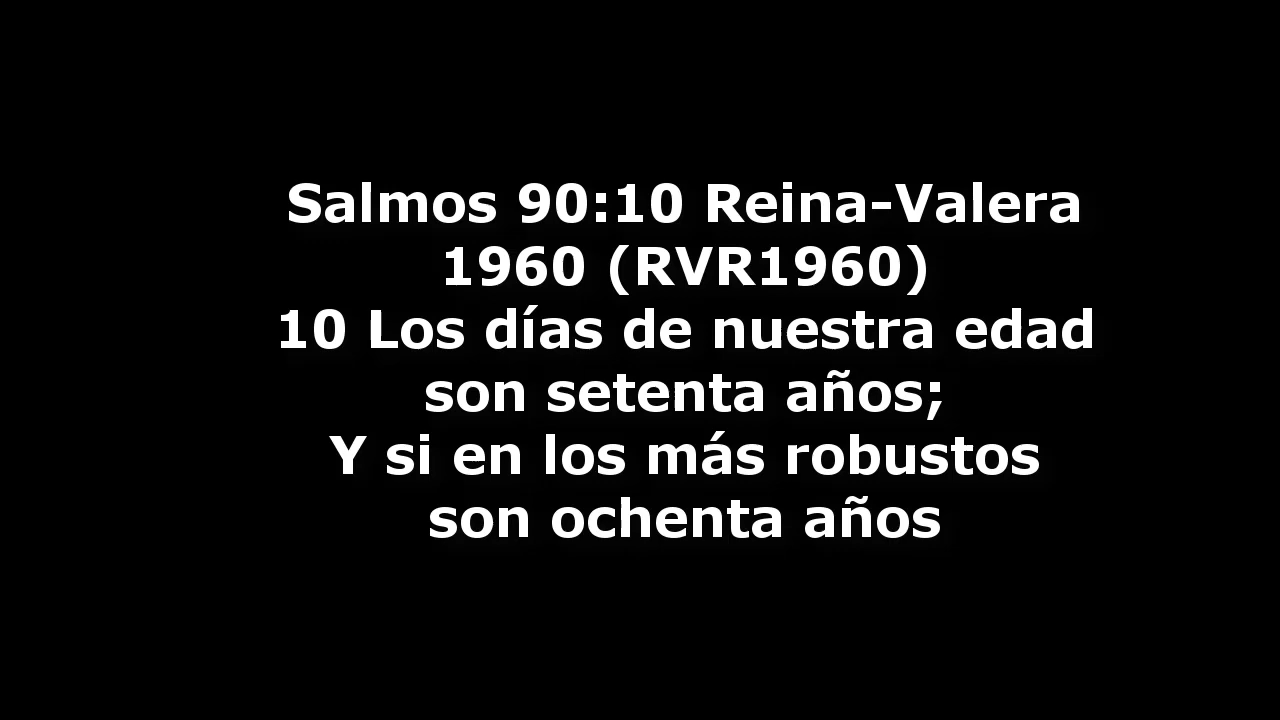 Salmos 90:10 Reina-Valera
1960 (RVR1960)
10 Los días de nuestra edad
son setenta años;
Y si en los más robustos
son ochenta años